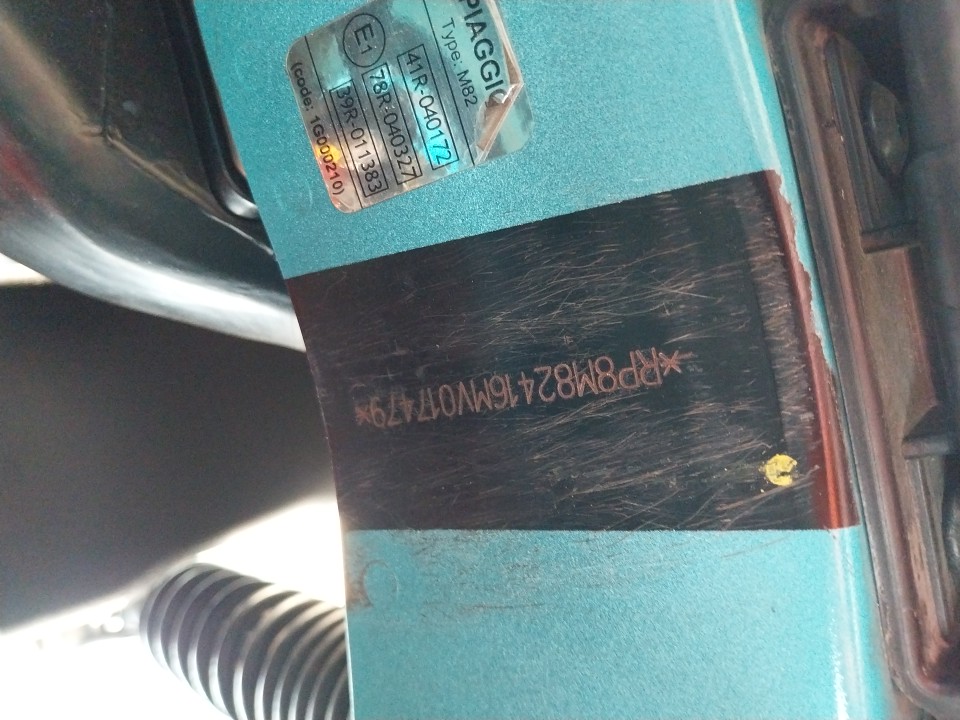 PIAGGIO
Type: M82
E1
41R-040172
78R-040327
39R-011383
(code: 1G000210)
*RP8M82416MV017479*